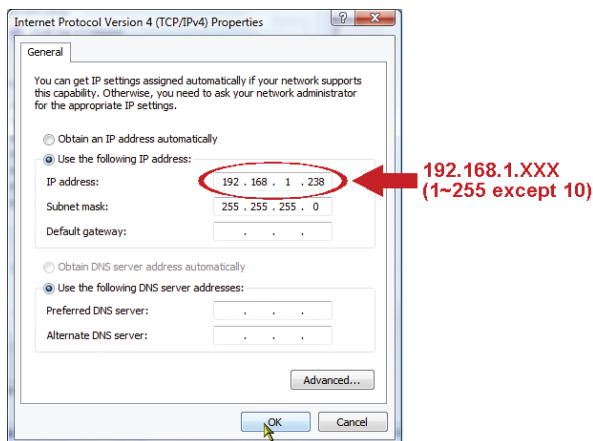 Internet Protocol Version 4 (TCP/IPv4) Properties
General
You can get IP settings assigned automatically if your network supports
this capability. Otherwise, you need to ask your network administrator
for the appropriate IP settings.
Obtain an IP address automatically
Use the following IP address:
IP address: 192 . 168 . 1 . 238
Subnet mask: 255 . 255 . 255 . 0
Default gateway: . . .
192.168.1.XXX
(1~255 except 10)
Obtain DNS server address automatically
Use the following DNS server addresses:
Preferred DNS server: . . .
Alternate DNS server: . . .
Advanced...
OK Cancel